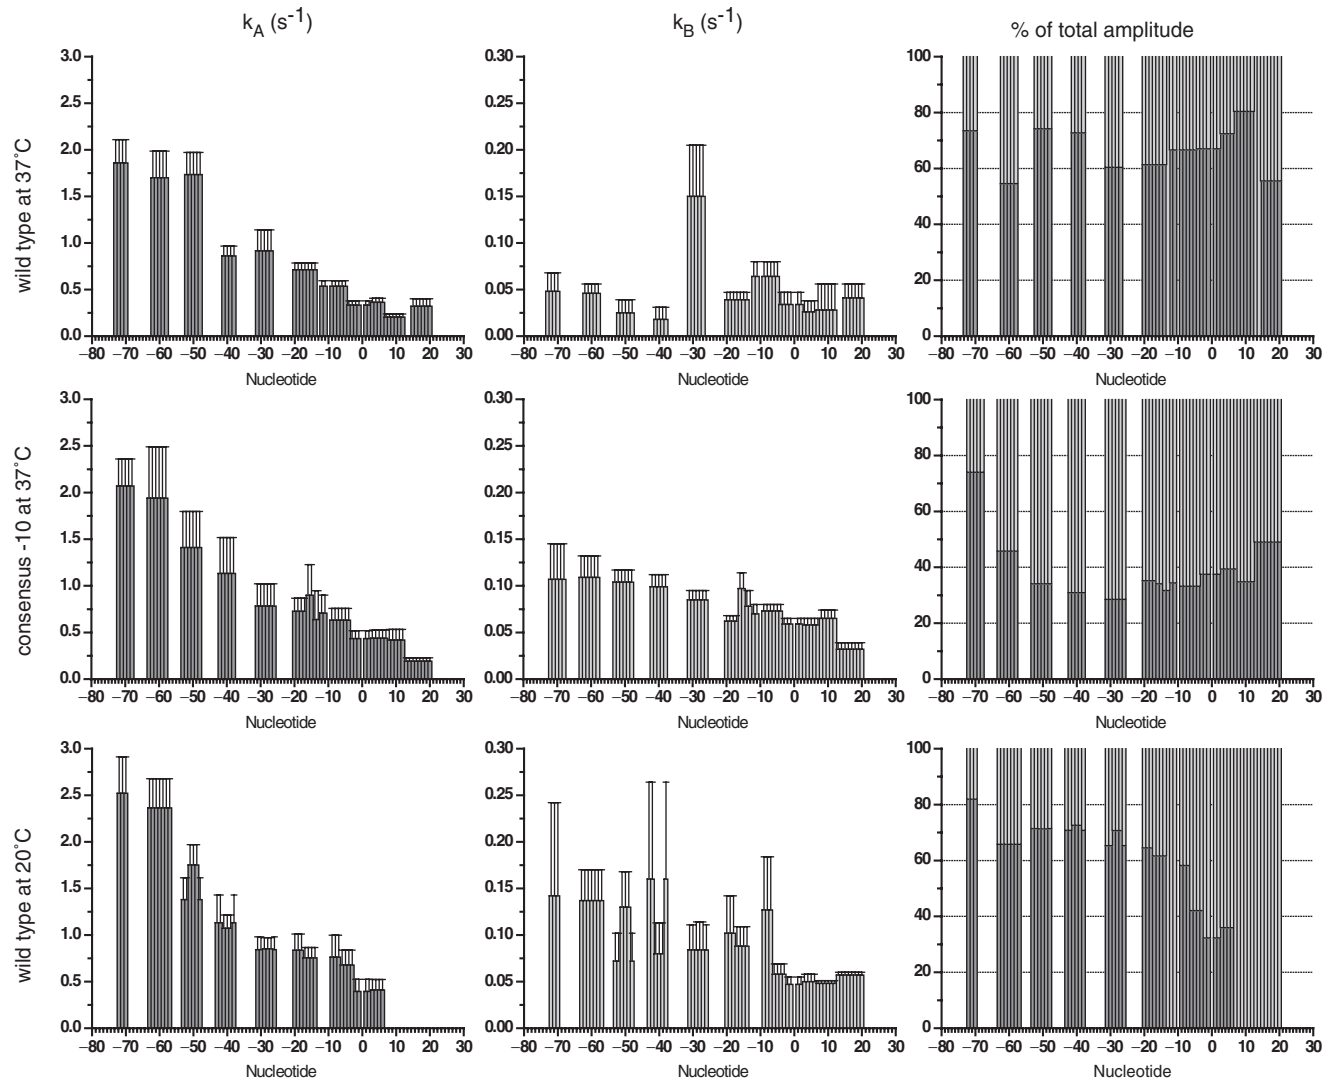 k_A (s^-1) k_B (s^-1) % of total amplitude
wild type at 37˚C
3.0 2.5 2.0 1.5 1.0 0.5 0.0
−80 −70 −60 −50 −40 −30 −20 −10 0 10 20 30
Nucleotide
0.30 0.25 0.20 0.15 0.10 0.05 0.00
−80 −70 −60 −50 −40 −30 −20 −10 0 10 20 30
Nucleotide
100 80 60 40 20 0
−80 −70 −60 −50 −40 −30 −20 −10 0 10 20 30
Nucleotide
consensus -10 at 37˚C
3.0 2.5 2.0 1.5 1.0 0.5 0.0
−80 −70 −60 −50 −40 −30 −20 −10 0 10 20 30
Nucleotide
0.30 0.25 0.20 0.15 0.10 0.05 0.00
−80 −70 −60 −50 −40 −30 −20 −10 0 10 20 30
Nucleotide
100 80 60 40 20 0
−80 −70 −60 −50 −40 −30 −20 −10 0 10 20 30
Nucleotide
wild type at 20˚C
3.0 2.5 2.0 1.5 1.0 0.5 0.0
−80 −70 −60 −50 −40 −30 −20 −10 0 10 20 30
Nucleotide
0.30 0.25 0.20 0.15 0.10 0.05 0.00
−80 −70 −60 −50 −40 −30 −20 −10 0 10 20 30
Nucleotide
100 80 60 40 20 0
−80 −70 −60 −50 −40 −30 −20 −10 0 10 20 30
Nucleotide